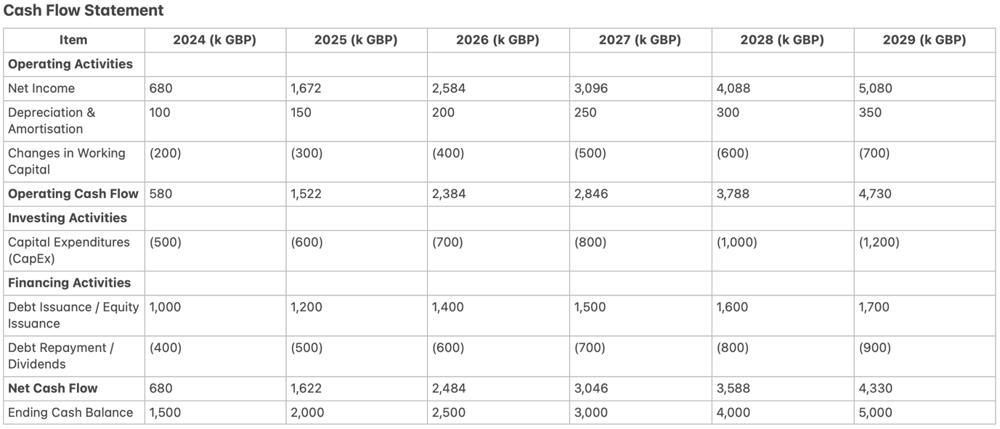 Cash Flow Statement
Item 2024 (k GBP) 2025 (k GBP) 2026 (k GBP) 2027 (k GBP) 2028 (k GBP) 2029 (k GBP)
Operating Activities
Net Income 680 1,672 2,584 3,096 4,088 5,080
Depreciation & 100 150 200 250 300 350
Amortisation
Changes in Working (200) (300) (400) (500) (600) (700)
Capital
Operating Cash Flow 580 1,522 2,384 2,846 3,788 4,730
Investing Activities
Capital Expenditures (500) (600) (700) (800) (1,000) (1,200)
(CapEx)
Financing Activities
Debt Issuance / Equity 1,000 1,200 1,400 1,500 1,600 1,700
Issuance
Debt Repayment / (400) (500) (600) (700) (800) (900)
Dividends
Net Cash Flow 680 1,622 2,484 3,046 3,588 4,330
Ending Cash Balance 1,500 2,000 2,500 3,000 4,000 5,000